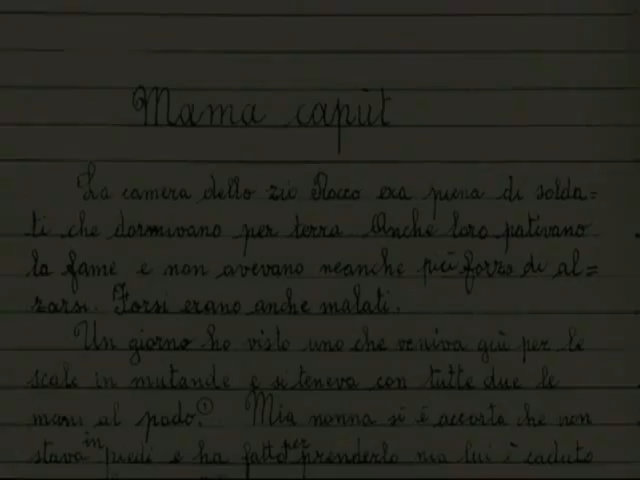 Mama capùt
La camera dello zio Rocco era piena di solda=
ti che dormivano per terra. Anche loro pativano
la fame e non avevano neanche più forza di al=
zarsi. Forsi erano anche malati.
Un giorno ho visto uno che veniva giù per le
scale in mutande e si teneva con tutte due le
mani al pado. ① Mia nonna si è accorta che non
stava in piedi e ha fatto per prenderlo ma lui è caduto